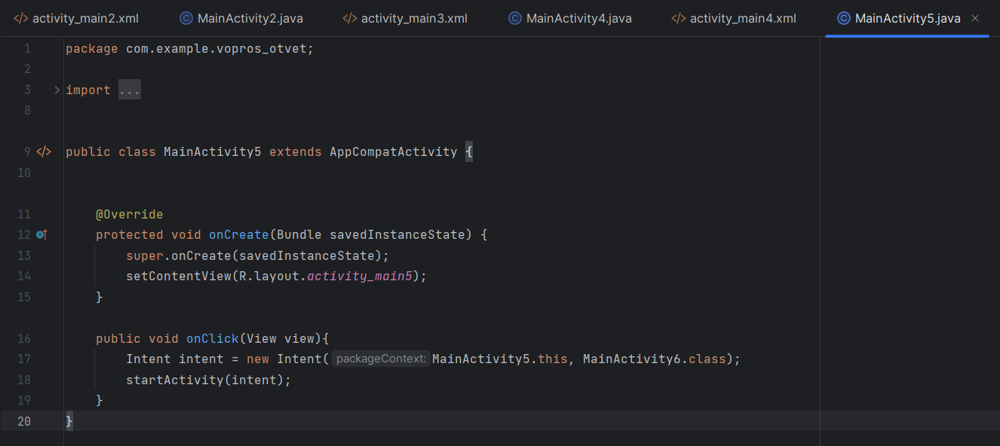 </> activity_main2.xml © MainActivity2.java </> activity_main3.xml © MainActivity4.java </> activity_main4.xml © MainActivity5.java ×
1 package com.example.vopros_otvet;
2
3 > import ...
8
9 </> public class MainActivity5 extends AppCompatActivity {
10
11 @Override
12 protected void onCreate(Bundle savedInstanceState) {
13 super.onCreate(savedInstanceState);
14 setContentView(R.layout.activity_main5);
15 }
16 public void onClick(View view){
17 Intent intent = new Intent( packageContext: MainActivity5.this, MainActivity6.class);
18 startActivity(intent);
19 }
20 }